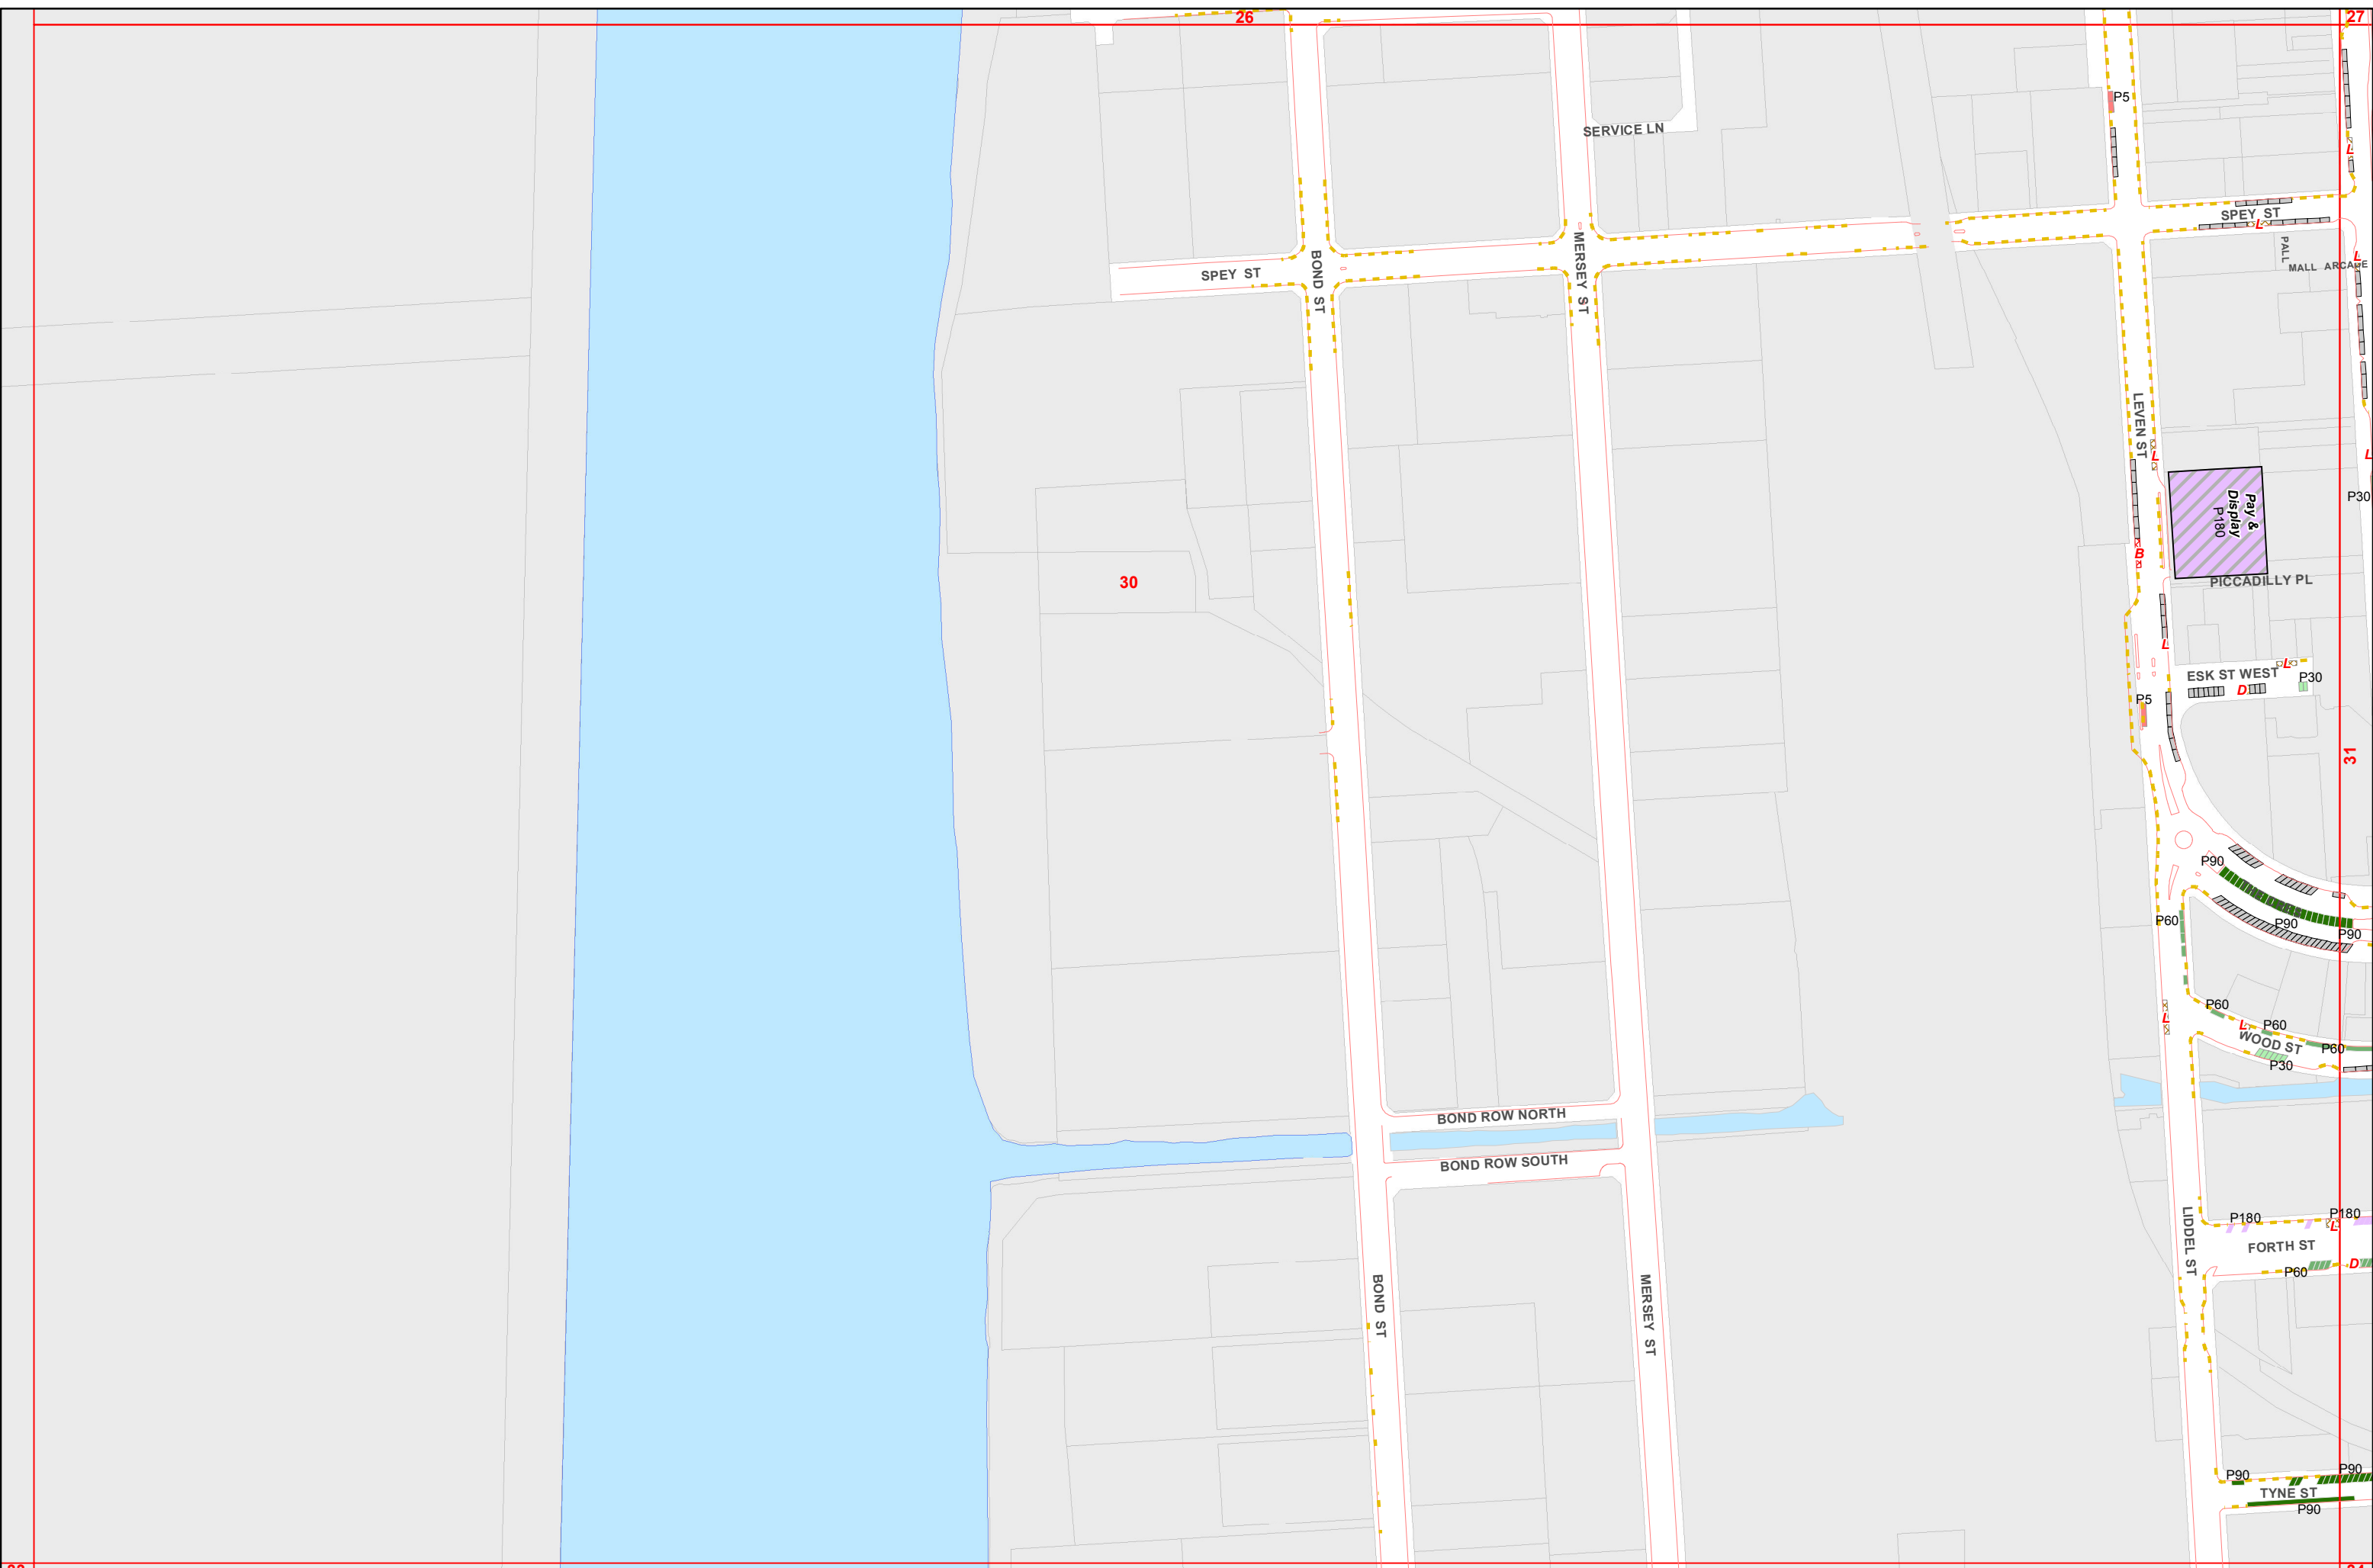 26
27
P5
SERVICE LN
L
SPEY ST
L
PALL
MALL ARCADE
L
SPEY ST
BOND ST
MERSEY ST
LEVEN ST
L
L
P30
Pay &
Display
P180
B
PICCADILLY PL
30
L
L
ESK ST WEST
P30
D
P5
31
P90
P90
P90
P60
P60
L
L
P60
WOOD ST
P60
P30
BOND ROW NORTH
BOND ROW SOUTH
LIDDEL ST
P180
P180
L
FORTH ST
D
P60
BOND ST
MERSEY ST
P90
P90
TYNE ST
P90